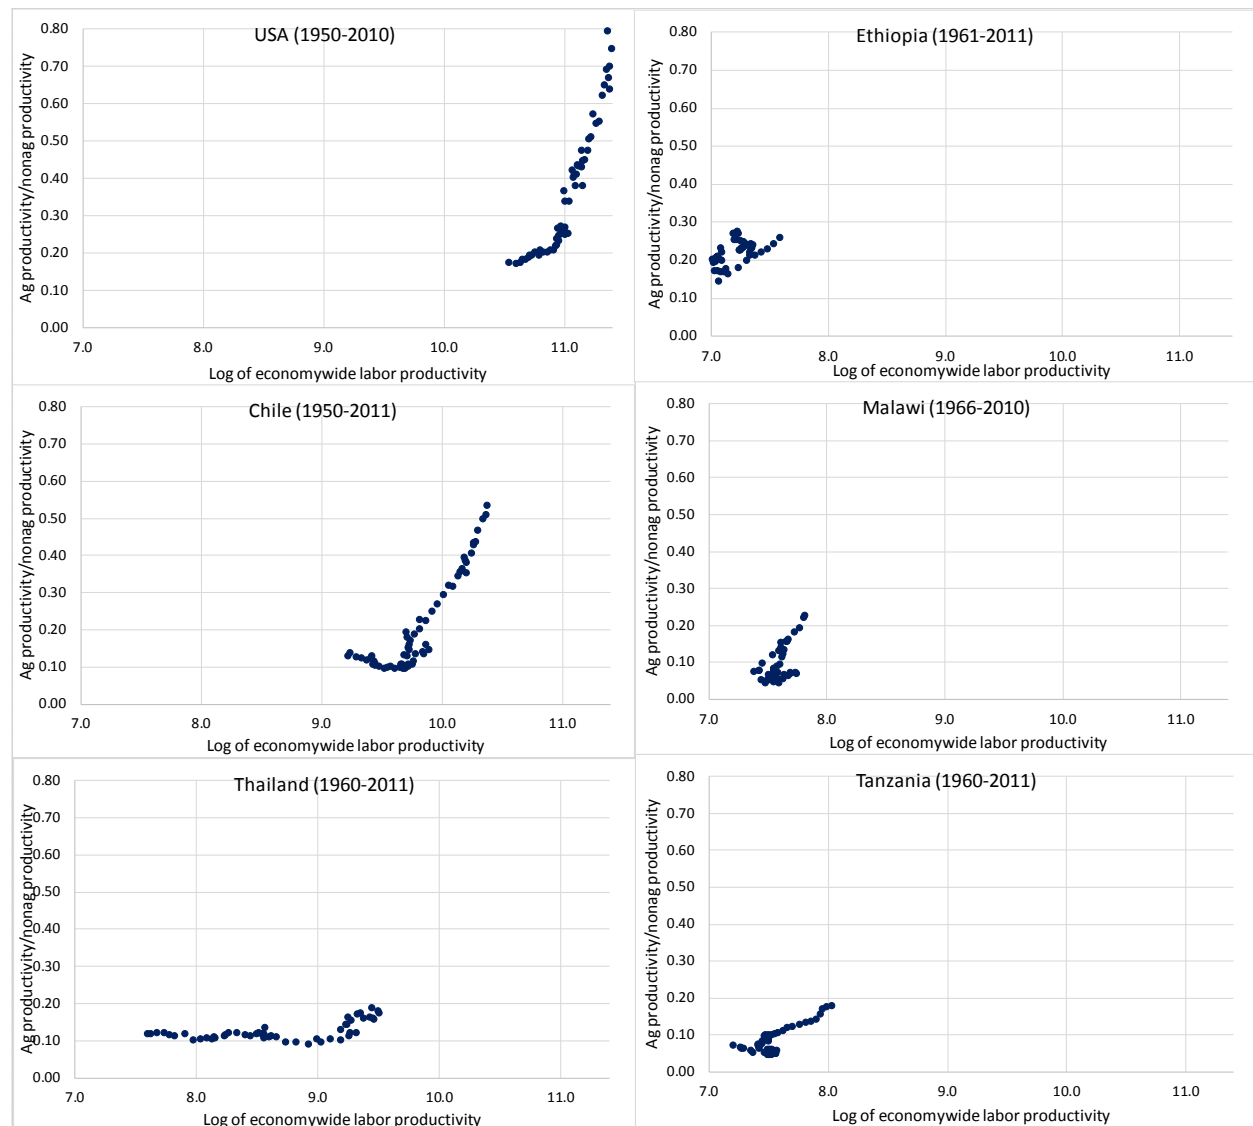 USA (1950-2010)
Ag productivity/nonag productivity
0.80
0.70
0.60
0.50
0.40
0.30
0.20
0.10
0.00
7.0 8.0 9.0 10.0 11.0
Log of economywide labor productivity
Ethiopia (1961-2011)
Ag productivity/nonag productivity
0.80
0.70
0.60
0.50
0.40
0.30
0.20
0.10
0.00
7.0 8.0 9.0 10.0 11.0
Log of economywide labor productivity
Chile (1950-2011)
Ag productivity/nonag productivity
0.80
0.70
0.60
0.50
0.40
0.30
0.20
0.10
0.00
7.0 8.0 9.0 10.0 11.0
Log of economywide labor productivity
Malawi (1966-2010)
Ag productivity/nonag productivity
0.80
0.70
0.60
0.50
0.40
0.30
0.20
0.10
0.00
7.0 8.0 9.0 10.0 11.0
Log of economywide labor productivity
Thailand (1960-2011)
Ag productivity/nonag productivity
0.80
0.70
0.60
0.50
0.40
0.30
0.20
0.10
0.00
7.0 8.0 9.0 10.0 11.0
Log of economywide labor productivity
Tanzania (1960-2011)
Ag productivity/nonag productivity
0.80
0.70
0.60
0.50
0.40
0.30
0.20
0.10
0.00
7.0 8.0 9.0 10.0 11.0
Log of economywide labor productivity